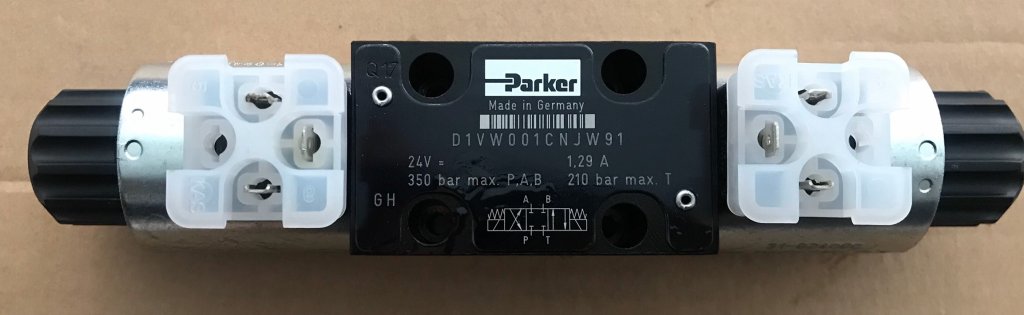 Q17
Parker
Made in Germany
D1VW001CNJW91
24V =
1.29 A
350 bar max. P,A,B
210 bar max. T
GH
A B
P T